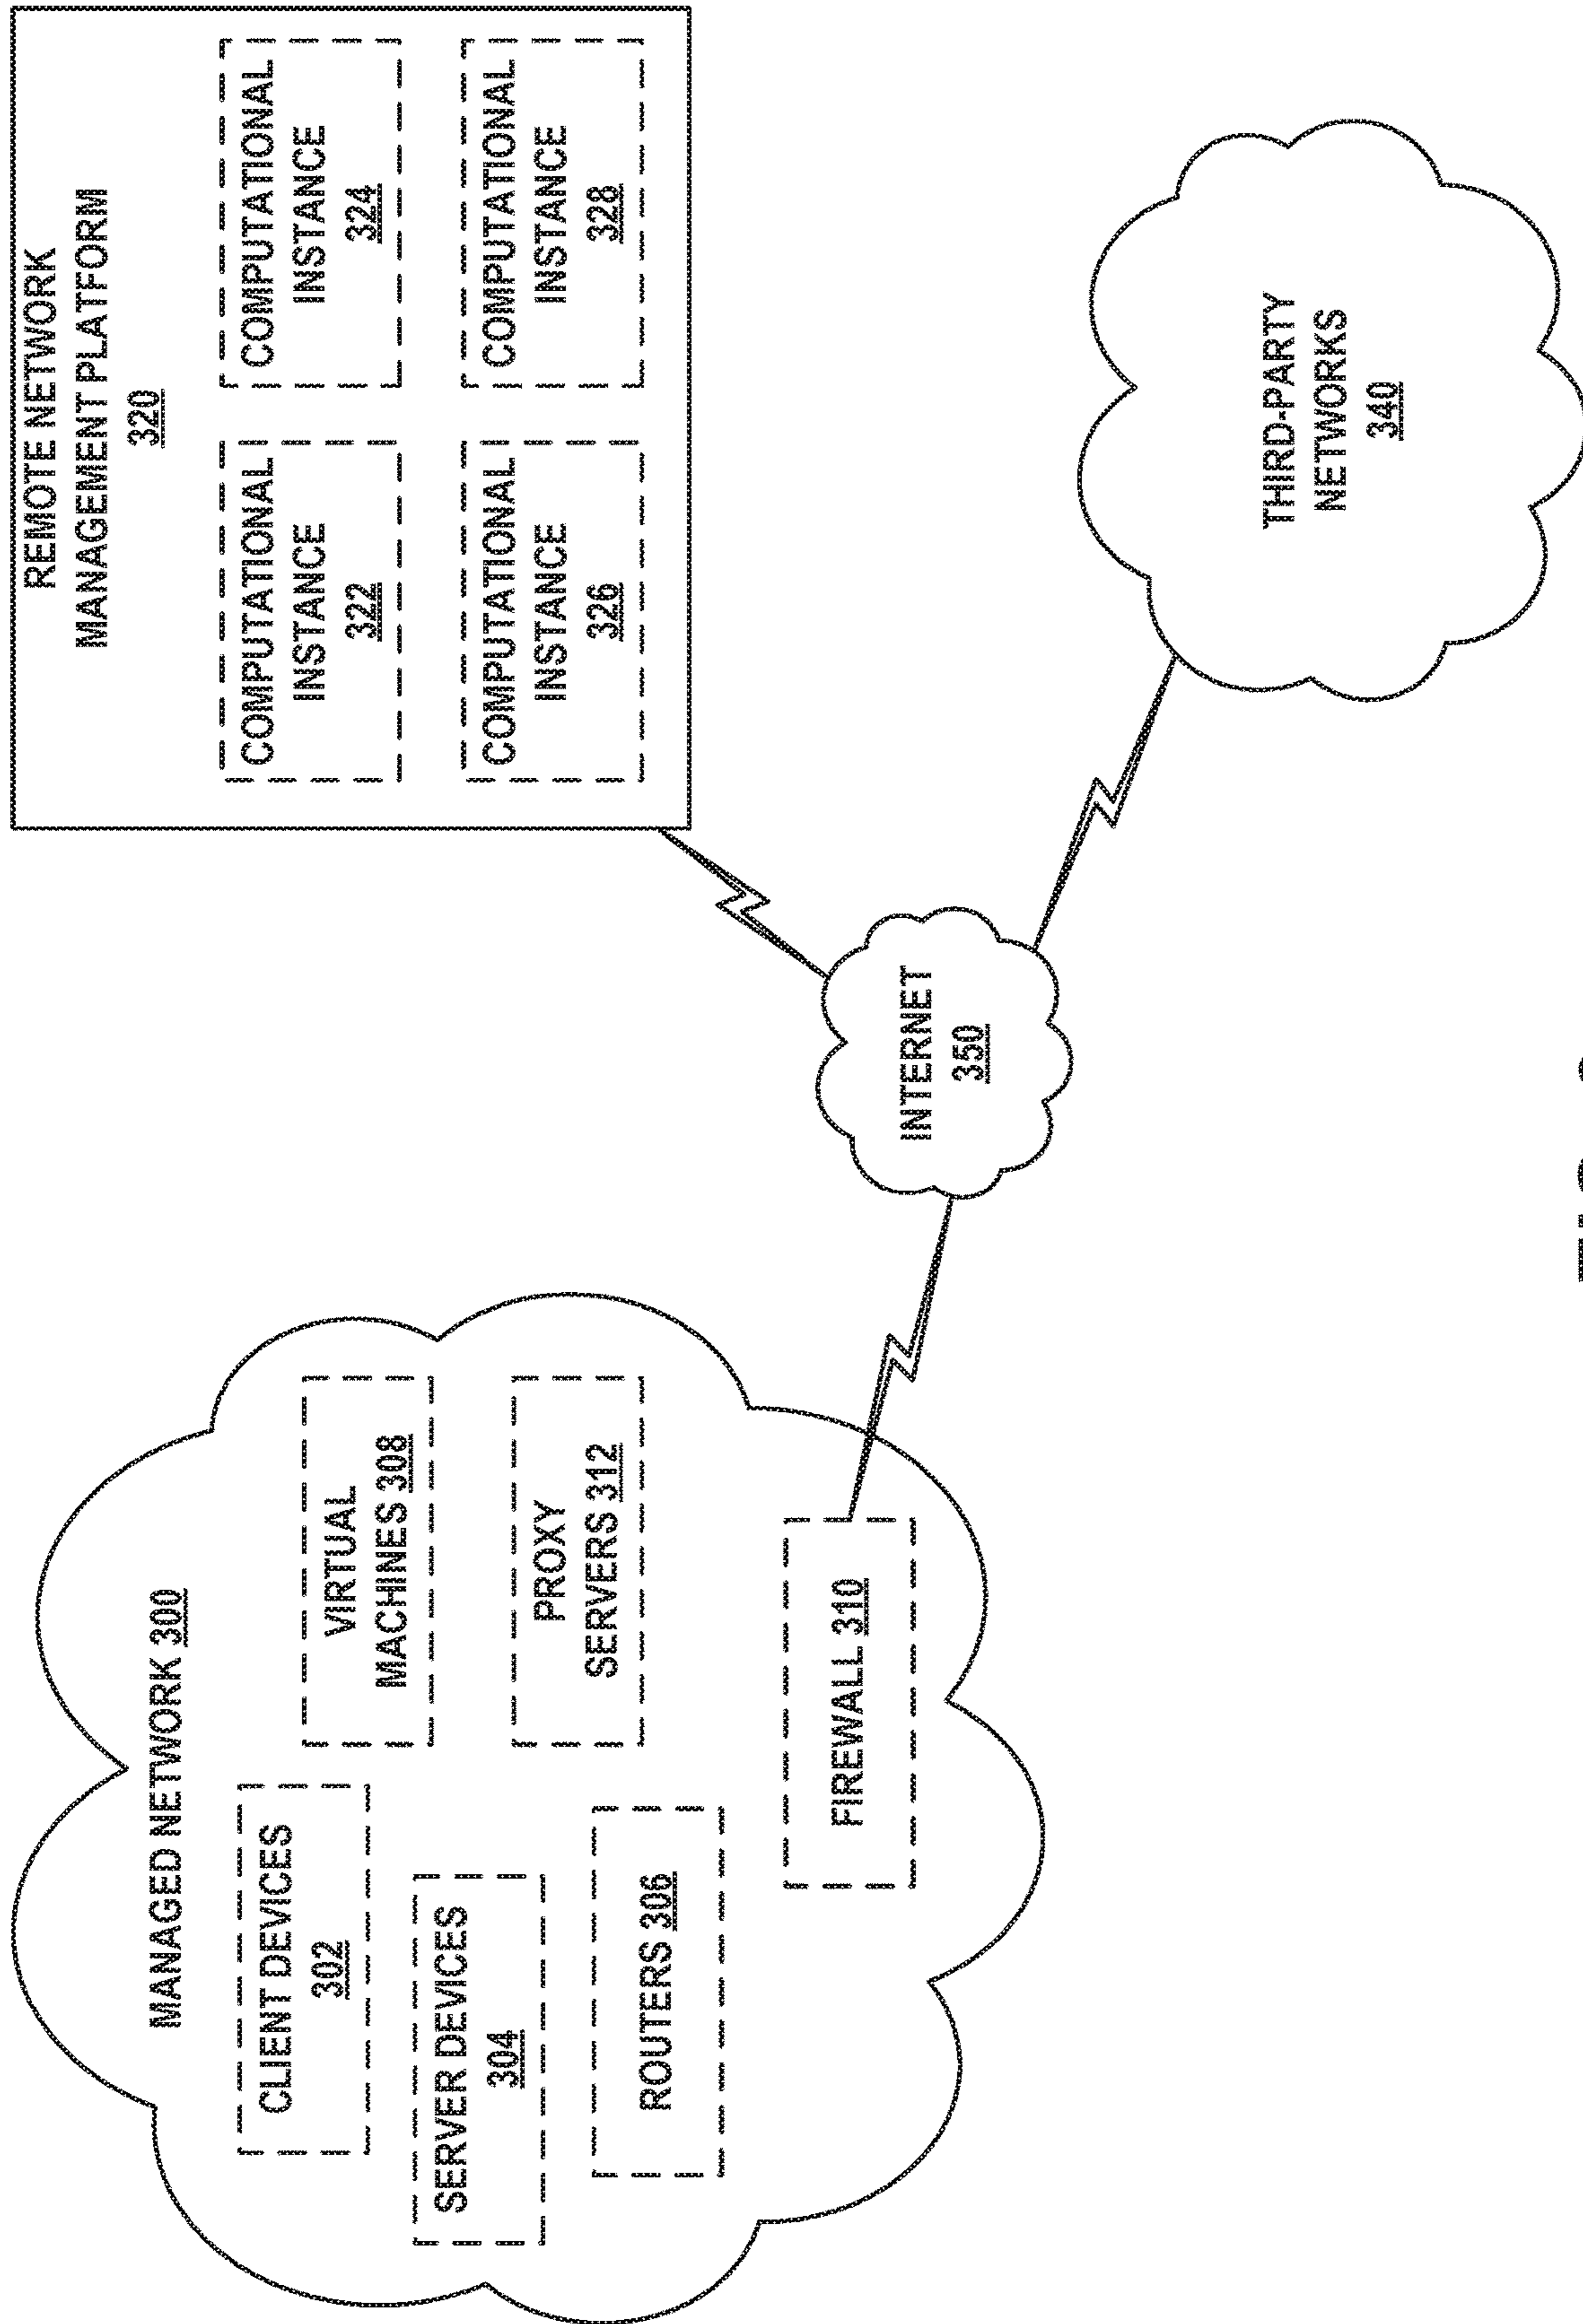 MANAGED NETWORK 300
CLIENT DEVICES
302
SERVER DEVICES
304
ROUTERS 306
VIRTUAL
MACHINES 308
PROXY
SERVERS 312
FIREWALL 310
INTERNET
350
REMOTE NETWORK
MANAGEMENT PLATFORM
320
COMPUTATIONAL
INSTANCE
322
COMPUTATIONAL
INSTANCE
324
COMPUTATIONAL
INSTANCE
326
COMPUTATIONAL
INSTANCE
328
THIRD-PARTY
NETWORKS
340